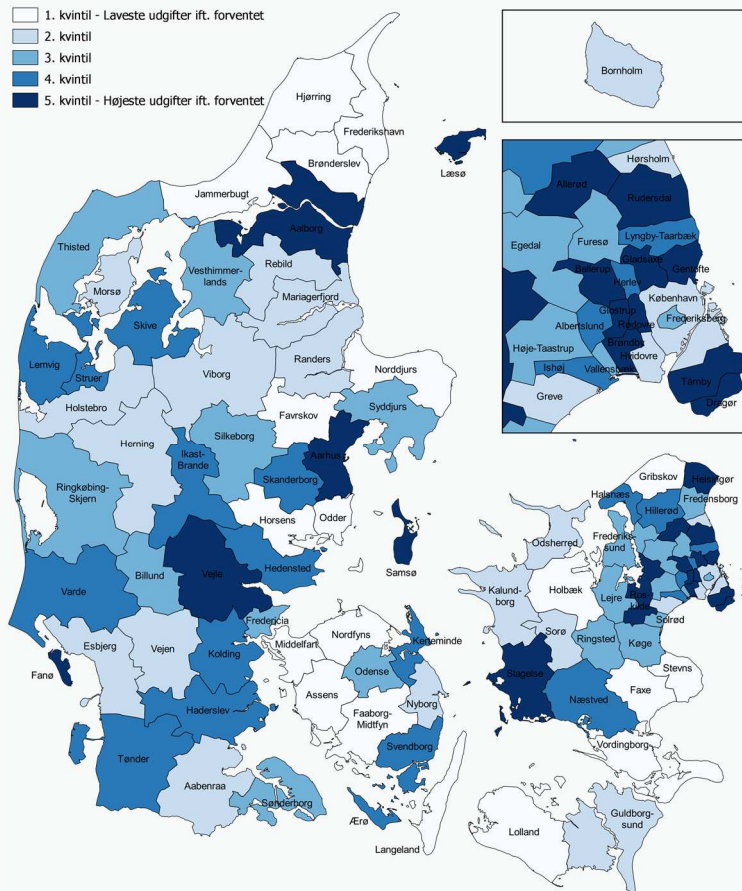 1. kvintil - Laveste udgifter ift. forventet
2. kvintil
3. kvintil
4. kvintil
5. kvintil - Højeste udgifter ift. forventet
Bornholm
Hjørring
Frederikshavn
Brønderslev
Læsø
Jammerbugt
Aalborg
Thisted
Vesthimmer-
lands
Rebild
Morsø
Mariagerfjord
Skive
Lemvig
Struer
Viborg
Randers
Norddjurs
Holstebro
Favrskov
Syddjurs
Herning
Silkeborg
Aarhus
Ikast-
Brande
Skanderborg
Ringkøbing-
Skjern
Horsens
Odder
Samsø
Hedensted
Varde
Billund
Vejle
Fredericia
Esbjerg
Vejen
Kolding
Fanø
Haderslev
Tønder
Aabenraa
Sønderborg
Middelfart
Nordfyns
Kerteminde
Odense
Assens
Nyborg
Faaborg-
Midtfyn
Svendborg
Ærø
Langeland
Hørsholm
Allerød
Rudersdal
Egedal
Furesø
Lyngby-Taarbæk
Gladsaxe
Ballerup
Herlev
Gentofte
København
Glostrup
Frederiksberg
Albertslund
Rødovre
Høje-Taastrup
Brøndby
Hvidovre
Ishøj
Vallensbæk
Greve
Tårnby
Dragør
Gribskov
Helsingør
Halsnæs
Fredensborg
Hillerød
Odsherred
Frederiks-
sund
Kalund-
borg
Holbæk
Lejre
Ros-
kilde
Sorø
Solrød
Ringsted
Køge
Slagelse
Stevns
Næstved
Faxe
Vordingborg
Guldborg-
sund
Lolland